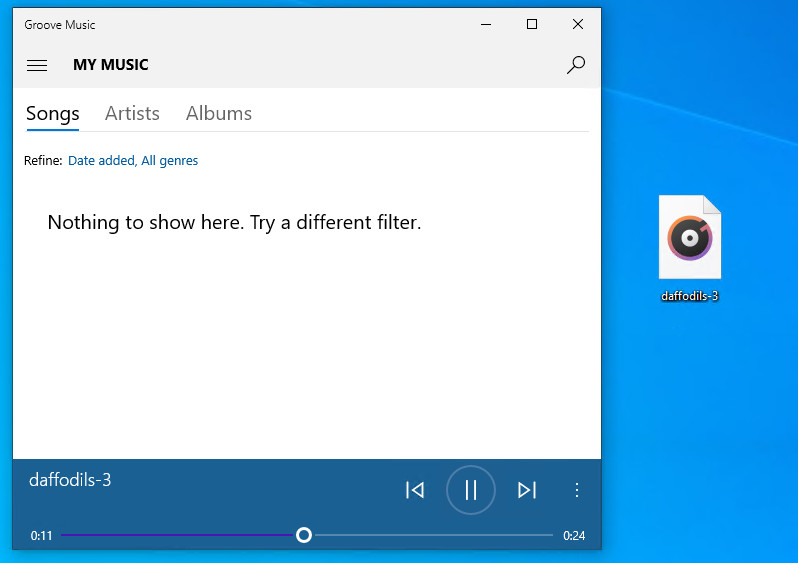 Groove Music
MY MUSIC
Songs Artists Albums
Refine: Date added, All genres
Nothing to show here. Try a different filter.
daffodils-3
daffodils-3
0:11 0:24